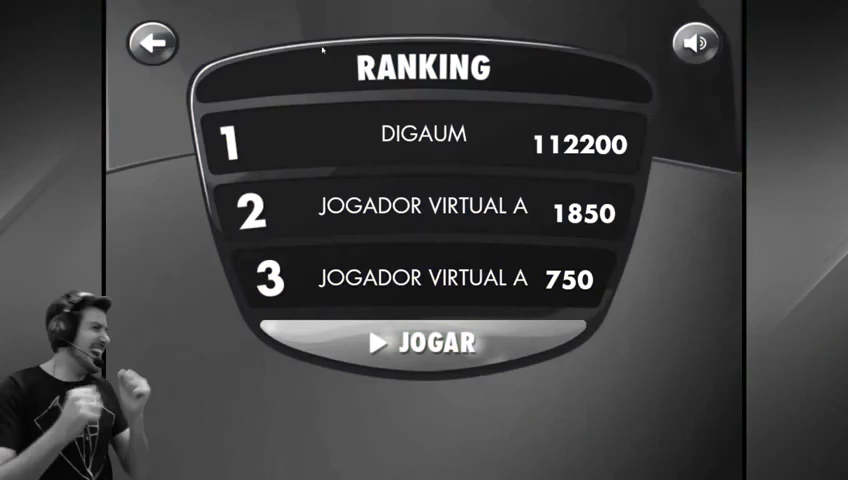 RANKING
1 DIGAUM 112200
2 JOGADOR VIRTUAL A 1850
3 JOGADOR VIRTUAL A 750
JOGAR